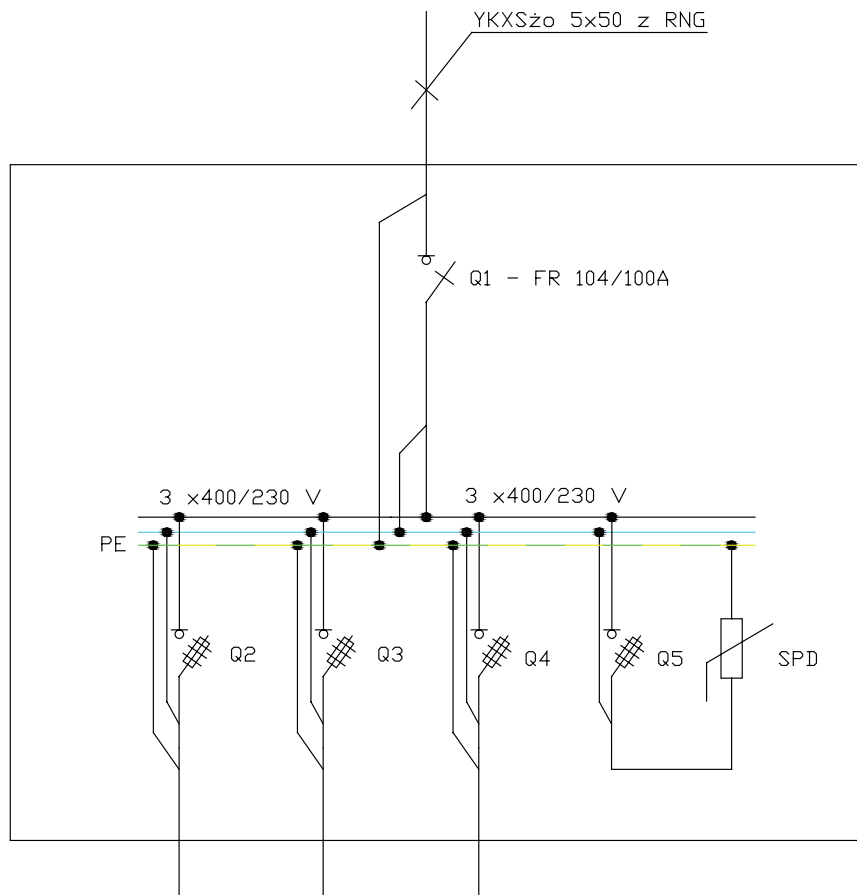 YKXSżo 5x50 z RNG
Q1 - FR 104/100A
3 x400/230 V
3 x400/230 V
PE
Q2
Q3
Q4
Q5
SPD